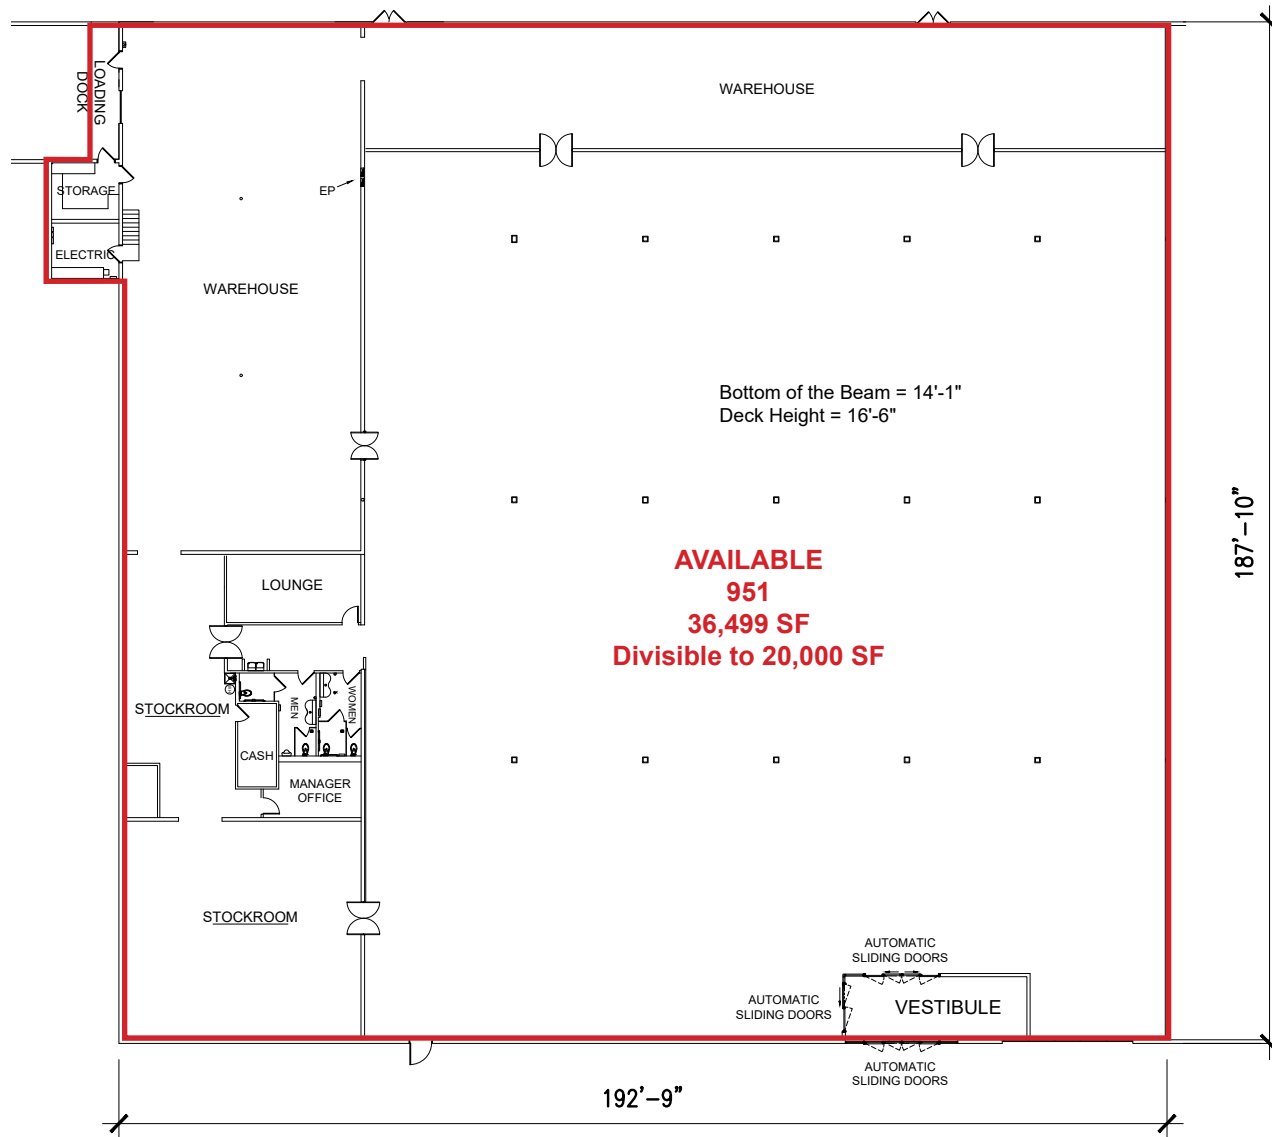 LOADING
DOCK
WAREHOUSE
STORAGE
EP
ELECTRIC
WAREHOUSE
Bottom of the Beam = 14'-1"
Deck Height = 16'-6"
187'-10"
AVAILABLE
951
36,499 SF
Divisible to 20,000 SF
LOUNGE
STOCKROOM
MEN
WOMEN
CASH
MANAGER
OFFICE
STOCKROOM
AUTOMATIC
SLIDING DOORS
AUTOMATIC
SLIDING DOORS
VESTIBULE
AUTOMATIC
SLIDING DOORS
192'-9"